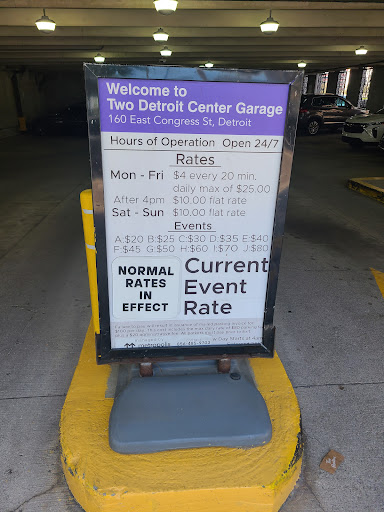 Welcome to
Two Detroit Center Garage
160 East Congress St, Detroit
Hours of Operation Open 24/7
Rates
Mon - Fri $4 every 20 min.
daily max of $25.00
After 4pm $10.00 flat rate
Sat - Sun $10.00 flat rate
Events
A:$20 B:$25 C:$30 D:$35 E:$40
F:$45 G:$50 H:$60 I:$70 J:$80
NORMAL
RATES
IN
EFFECT
Current
Event
Rate
metropolis